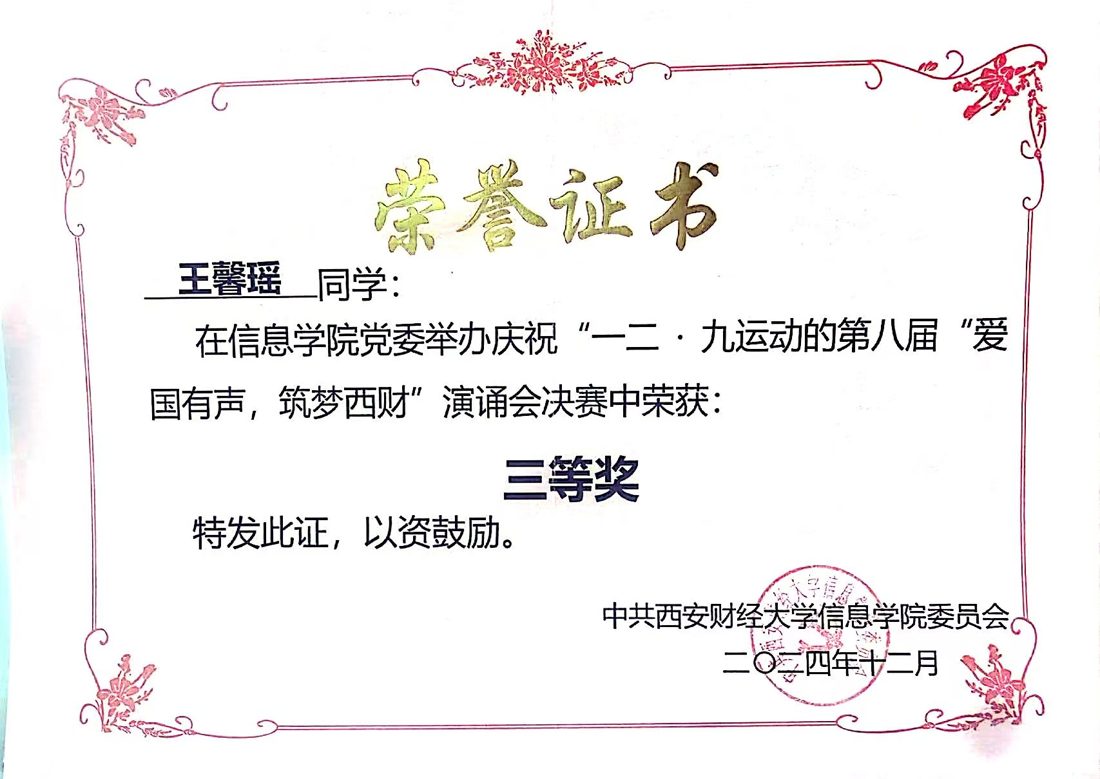 荣誉证书
王馨瑶 同学：
在信息学院党委举办庆祝“一二·九运动的第八届“爱
国有声，筑梦西财”演诵会决赛中荣获：
三等奖
特发此证，以资鼓励。
中共西安财经大学信息学院委员会
二〇二四年十二月